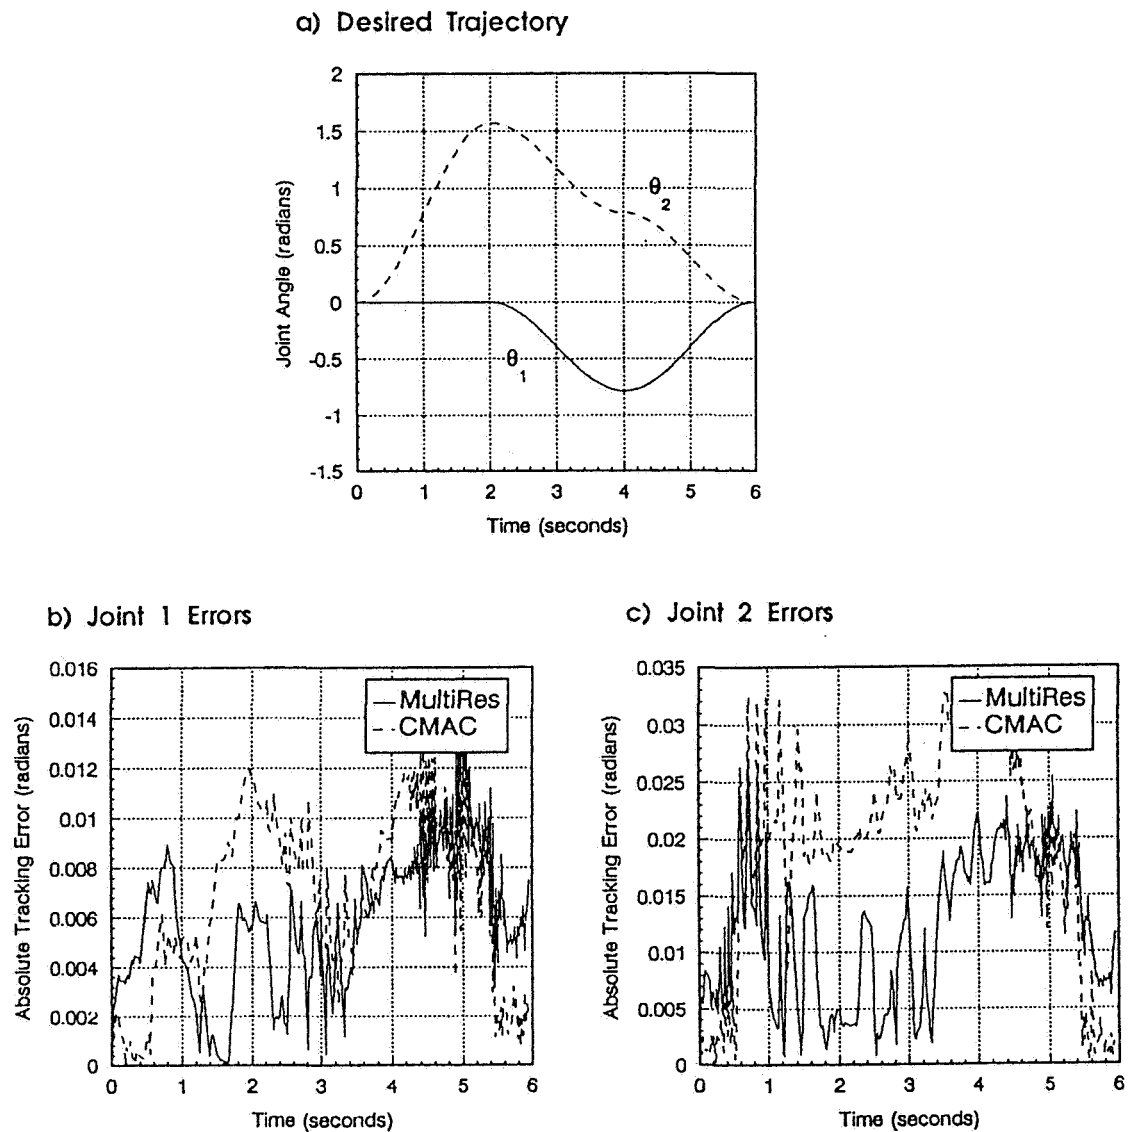 a) Desired Trajectory
2
1.5
1
0.5
0
-0.5
-1
-1.5
Joint Angle (radians)
θ2
θ1
0 1 2 3 4 5 6
Time (seconds)
b) Joint 1 Errors
0.016
0.014
0.012
0.01
0.008
0.006
0.004
0.002
0
Absolute Tracking Error (radians)
MultiRes
CMAC
0 1 2 3 4 5 6
Time (seconds)
c) Joint 2 Errors
0.035
0.03
0.025
0.02
0.015
0.01
0.005
0
Absolute Tracking Error (radians)
MultiRes
CMAC
0 1 2 3 4 5 6
Time (seconds)